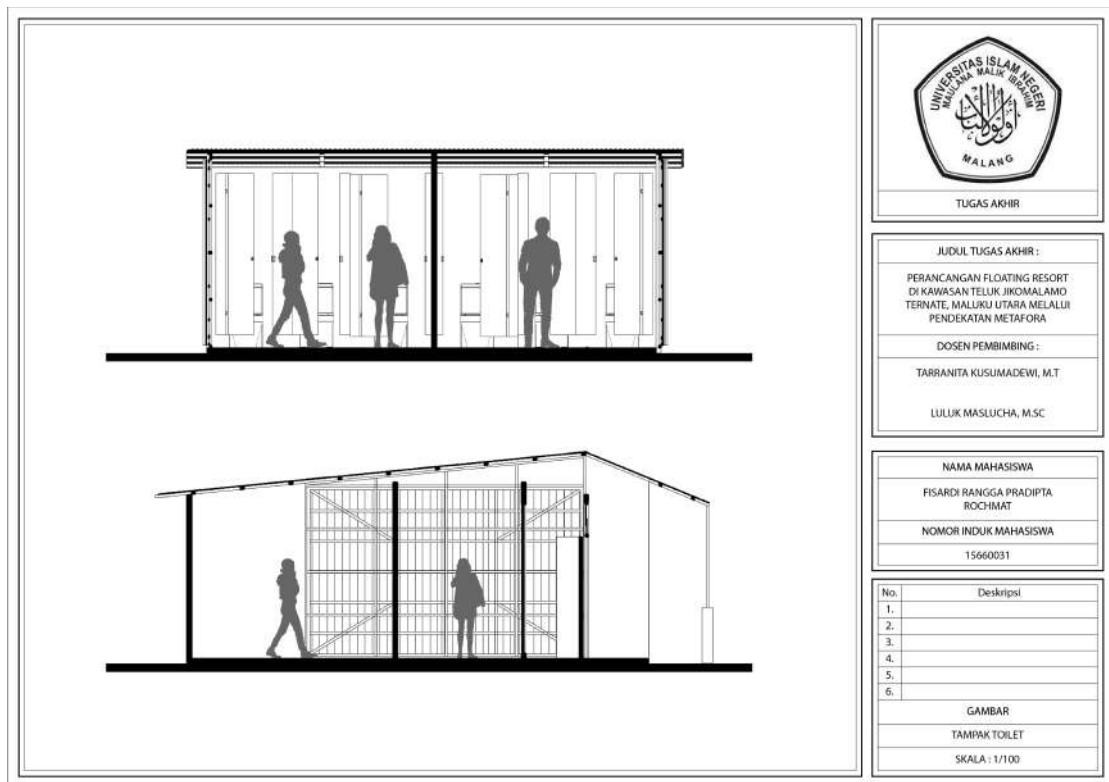 UNIVERSITAS ISLAM NEGERI
MAULANA MALIK IBRAHIM
MALANG
TUGAS AKHIR
JUDUL TUGAS AKHIR :
PERANCANGAN FLOATING RESORT
DI KAWASAN TELUK JIKOMALAMO
TERNATE, MALUKU UTARA MELALUI
PENDEKATAN METAFORA
DOSEN PEMBIMBING :
TARRANITA KUSUMADEWI, M.T
LULUK MASLUCHA, M.SC
NAMA MAHASISWA
FISARDI RANGGA PRADIPTA
ROCHMAT
NOMOR INDUK MAHASISWA
15660031
No. Deskripsi
1.
2.
3.
4.
5.
6.
GAMBAR
TAMPAK TOILET
SKALA : 1/100